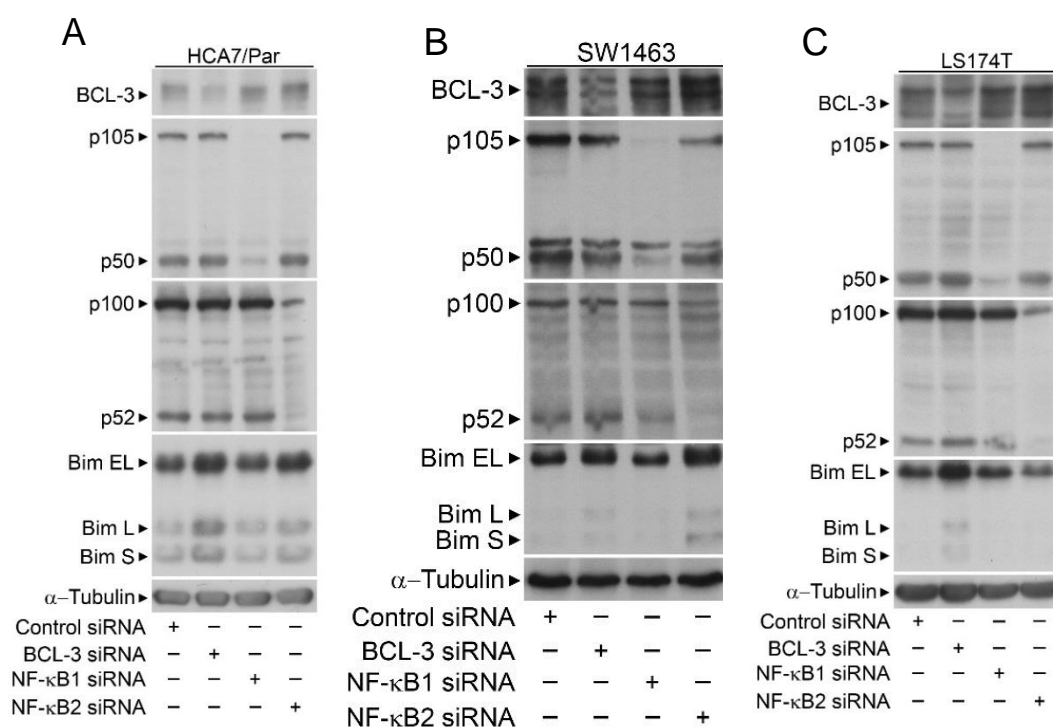 A
HCA7/Par
BCL-3
p105
p50
p100
p52
Bim EL
Bim L
Bim S
α–Tubulin
Control siRNA + – – –
BCL-3 siRNA – + – –
NF-κB1 siRNA – – + –
NF-κB2 siRNA – – – +
B
SW1463
BCL-3
p105
p50
p100
p52
Bim EL
Bim L
Bim S
α–Tubulin
Control siRNA + – – –
BCL-3 siRNA – + – –
NF-κB1 siRNA – – + –
NF-κB2 siRNA – – – +
C
LS174T
BCL-3
p105
p50
p100
p52
Bim EL
Bim L
Bim S
α–Tubulin
Control siRNA + – – –
BCL-3 siRNA – + – –
NF-κB1 siRNA – – + –
NF-κB2 siRNA – – – +